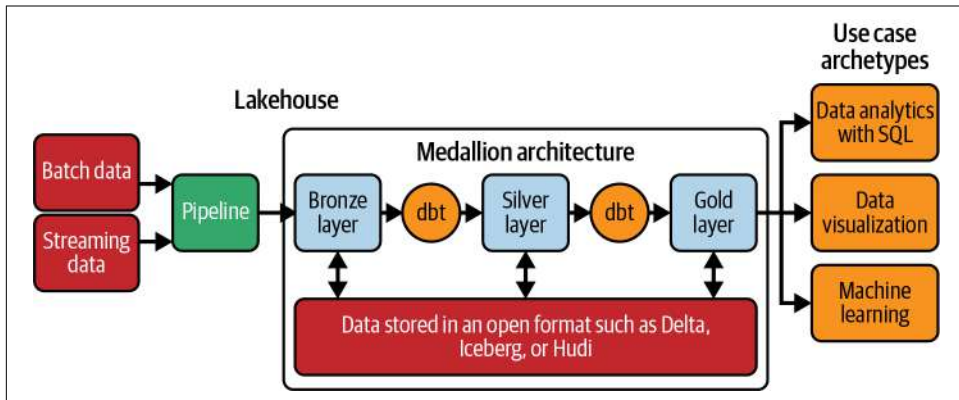 Use case
archetypes
Lakehouse
Medallion architecture
Batch data
Streaming
data
Pipeline
Bronze
layer
dbt
Silver
layer
dbt
Gold
layer
Data stored in an open format such as Delta,
Iceberg, or Hudi
Data analytics
with SQL
Data
visualization
Machine
learning